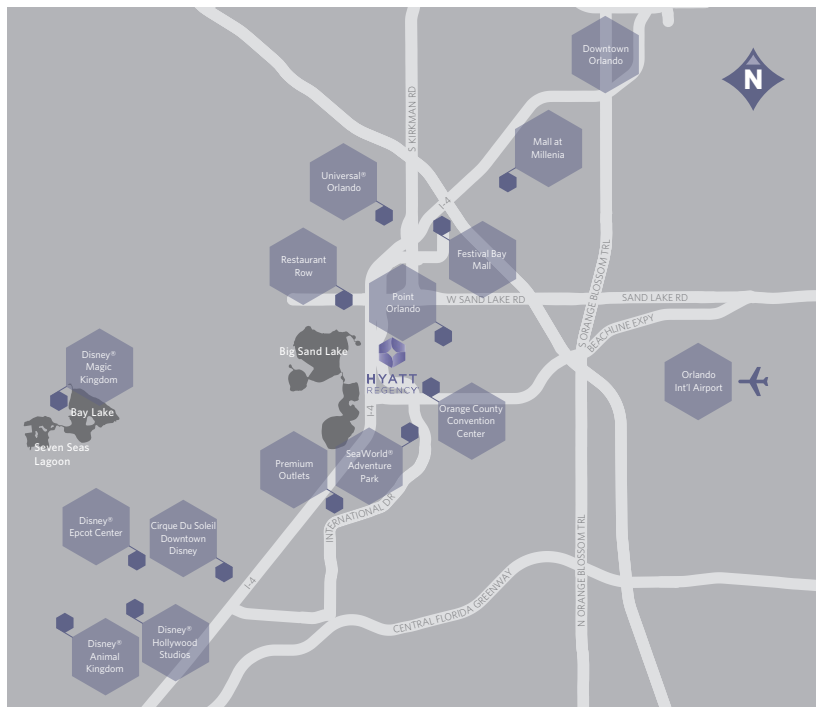 Downtown
Orlando
N
S KIRKMAN RD
Mall at
Millenia
Universal®
Orlando
I-4
Festival Bay
Mall
Restaurant
Row
S ORANGE BLOSSOM TRL
Point
Orlando
W SAND LAKE RD
SAND LAKE RD
BEACHLINE EXPY
Big Sand Lake
Disney®
Magic
Kingdom
HYATT
REGENCY®
Orlando
Int'l Airport
I-4
Bay Lake
Orange County
Convention
Center
Seven Seas
Lagoon
Premium
Outlets
SeaWorld®
Adventure
Park
INTERNATIONAL DR
Disney®
Epcot Center
Cirque Du Soleil
Downtown
Disney
N ORANGE BLOSSOM TRL
I-4
CENTRAL FLORIDA GREENWAY
Disney®
Animal
Kingdom
Disney®
Hollywood
Studios